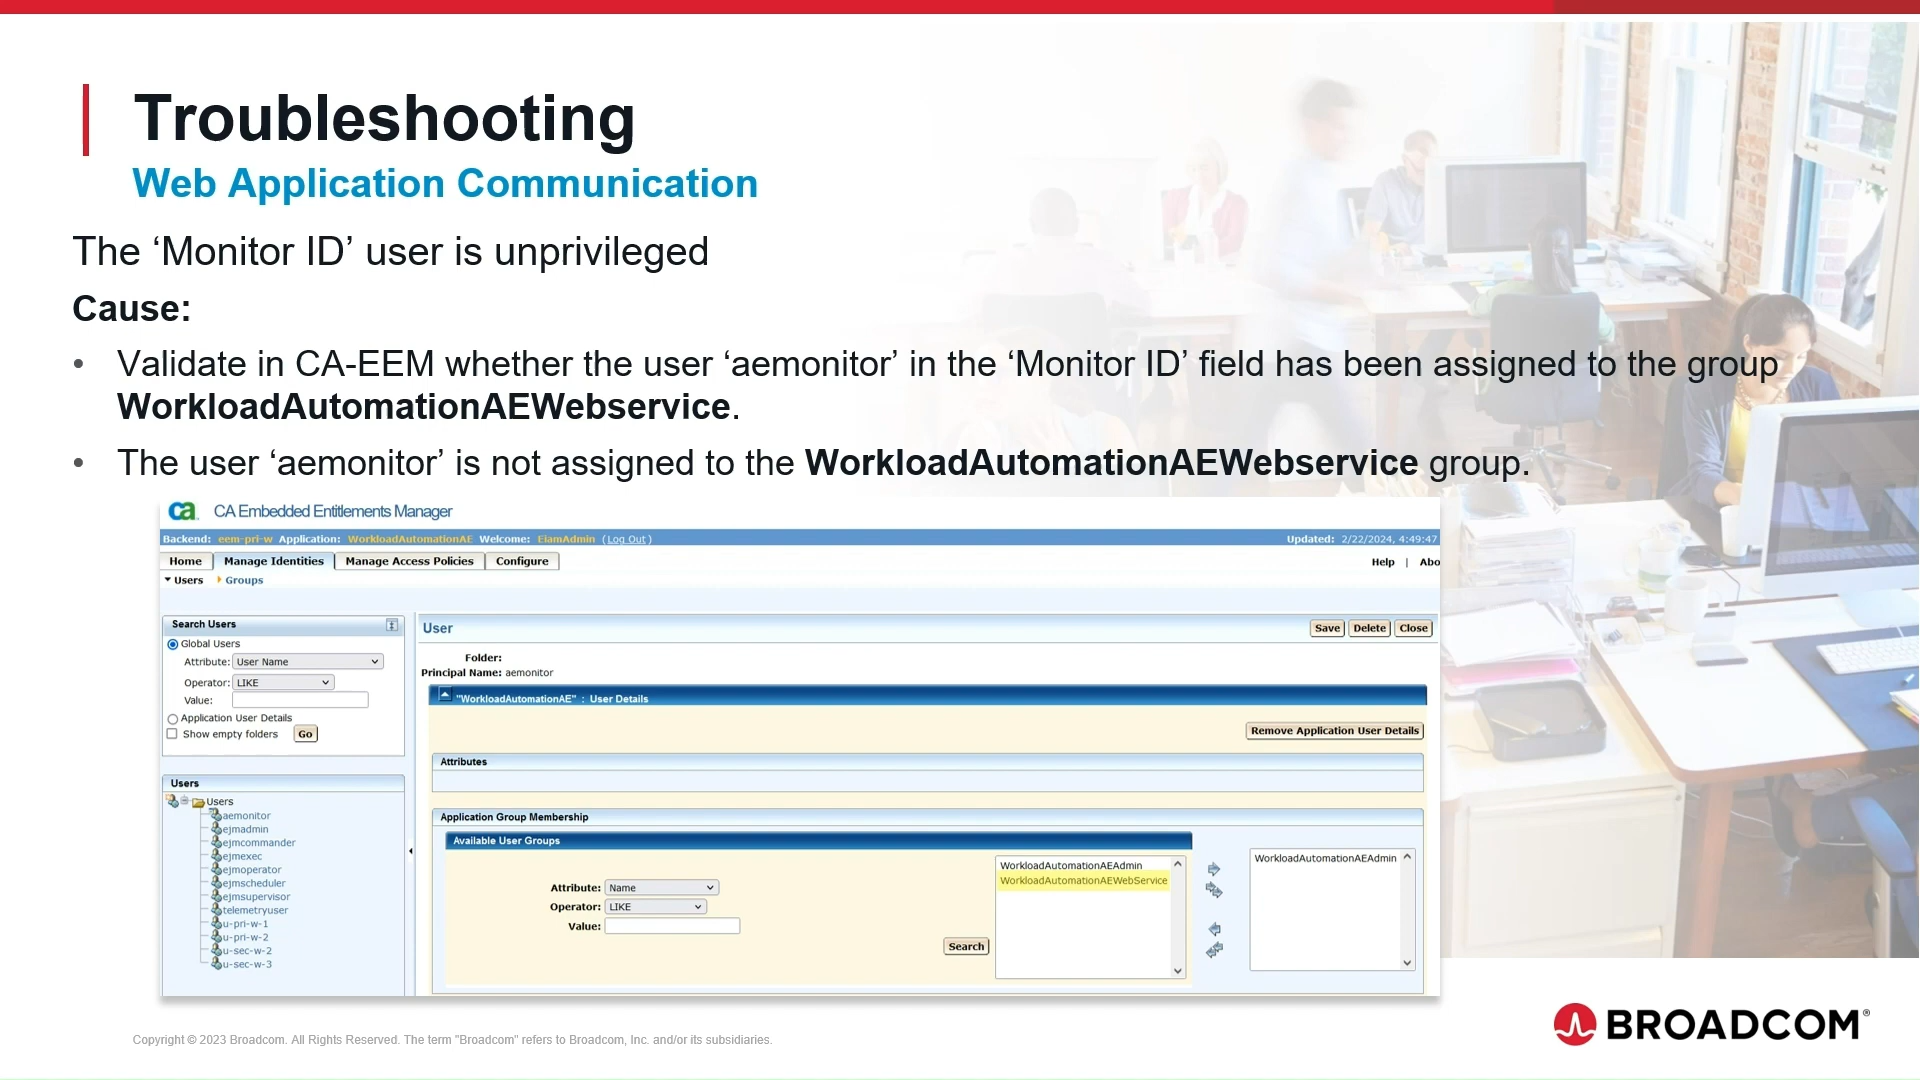 Troubleshooting
Web Application Communication
The ‘Monitor ID’ user is unprivileged
Cause:
• Validate in CA-EEM whether the user ‘aemonitor’ in the ‘Monitor ID’ field has been assigned to the group
WorkloadAutomationAEWebservice.
• The user ‘aemonitor’ is not assigned to the WorkloadAutomationAEWebservice group.
ca CA Embedded Entitlements Manager
Backend: eem-pri-w Application: WorkloadAutomationAE Welcome: EiamAdmin (Log Out) Updated: 2/22/2024, 4:49:47
Home Manage Identities Manage Access Policies Configure Help | Abo
Users Groups
Search Users
Global Users
Attribute: User Name
Operator: LIKE
Value:
Application User Details
Show empty folders Go
Users
Users
aemonitor
ejmadmin
ejmcommander
ejmexec
ejmoperator
ejmscheduler
ejmsupervisor
telemetryuser
u-pri-w-1
u-pri-w-2
u-sec-w-2
u-sec-w-3
User Save Delete Close
Folder:
Principal Name: aemonitor
"WorkloadAutomationAE" : User Details
Remove Application User Details
Attributes
Application Group Membership
Available User Groups
Attribute: Name
Operator: LIKE
Value:
Search
WorkloadAutomationAEAdmin
WorkloadAutomationAEWebService
WorkloadAutomationAEAdmin
Copyright © 2023 Broadcom. All Rights Reserved. The term "Broadcom" refers to Broadcom, Inc. and/or its subsidiaries.
BROADCOM®